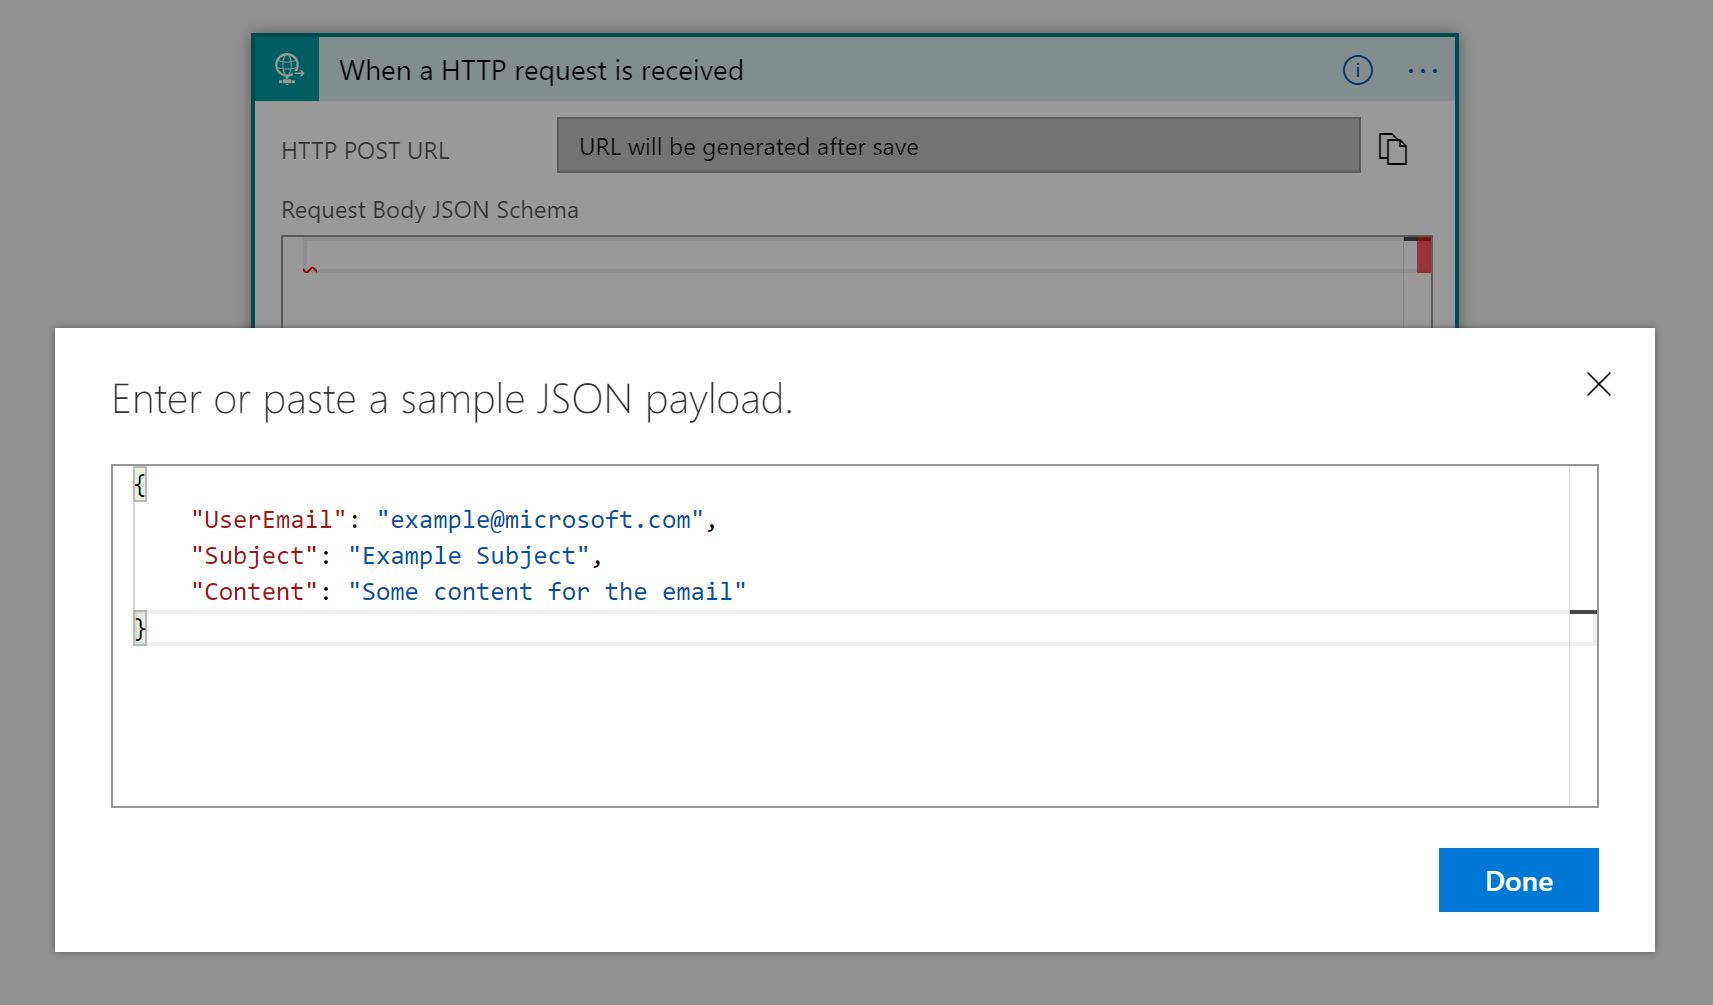 When a HTTP request is received
HTTP POST URL
URL will be generated after save
Request Body JSON Schema
Enter or paste a sample JSON payload.
{
    "UserEmail": "example@microsoft.com",
    "Subject": "Example Subject",
    "Content": "Some content for the email"
}
Done